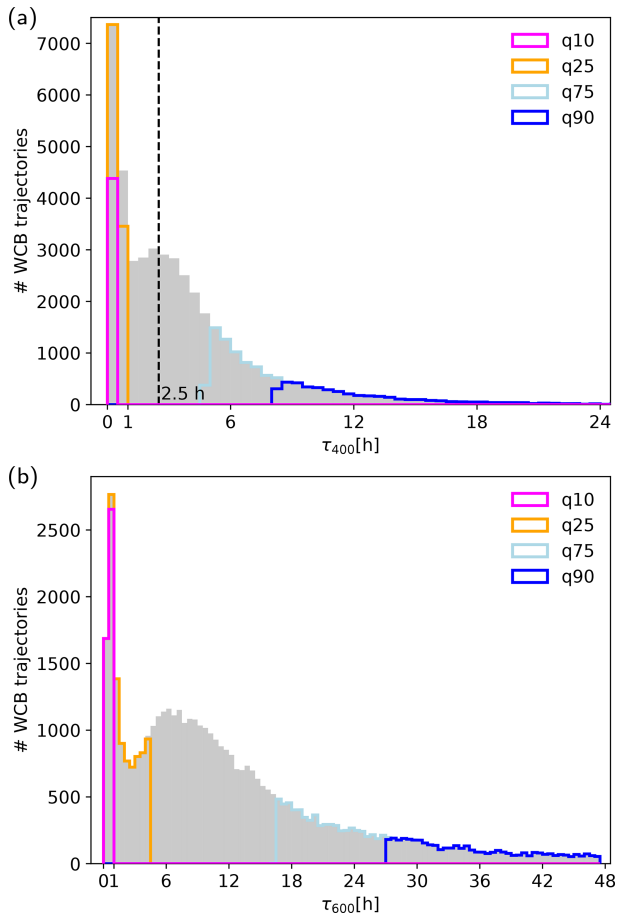 (a)
7000
6000
5000
4000
3000
2000
1000
0
# WCB trajectories
q10
q25
q75
q90
2.5 h
0 1 6 12 18 24
τ400[h]
(b)
2500
2000
1500
1000
500
0
# WCB trajectories
q10
q25
q75
q90
01 6 12 18 24 30 36 42 48
τ600[h]